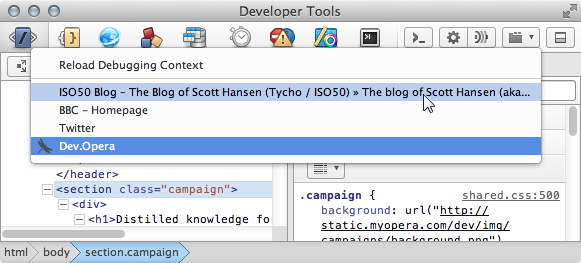 Developer Tools
Reload Debugging Context
ISO50 Blog – The Blog of Scott Hansen (Tycho / ISO50) » The blog of Scott Hansen (aka...
BBC - Homepage
Twitter
Dev.Opera
</header>
<section class="campaign">
<div>
<h1>Distilled knowledge fo
.campaign {
shared.css:500
background: url("http://
static.myopera.com/dev/img/
campaigns/background.png")
html
body
section.campaign